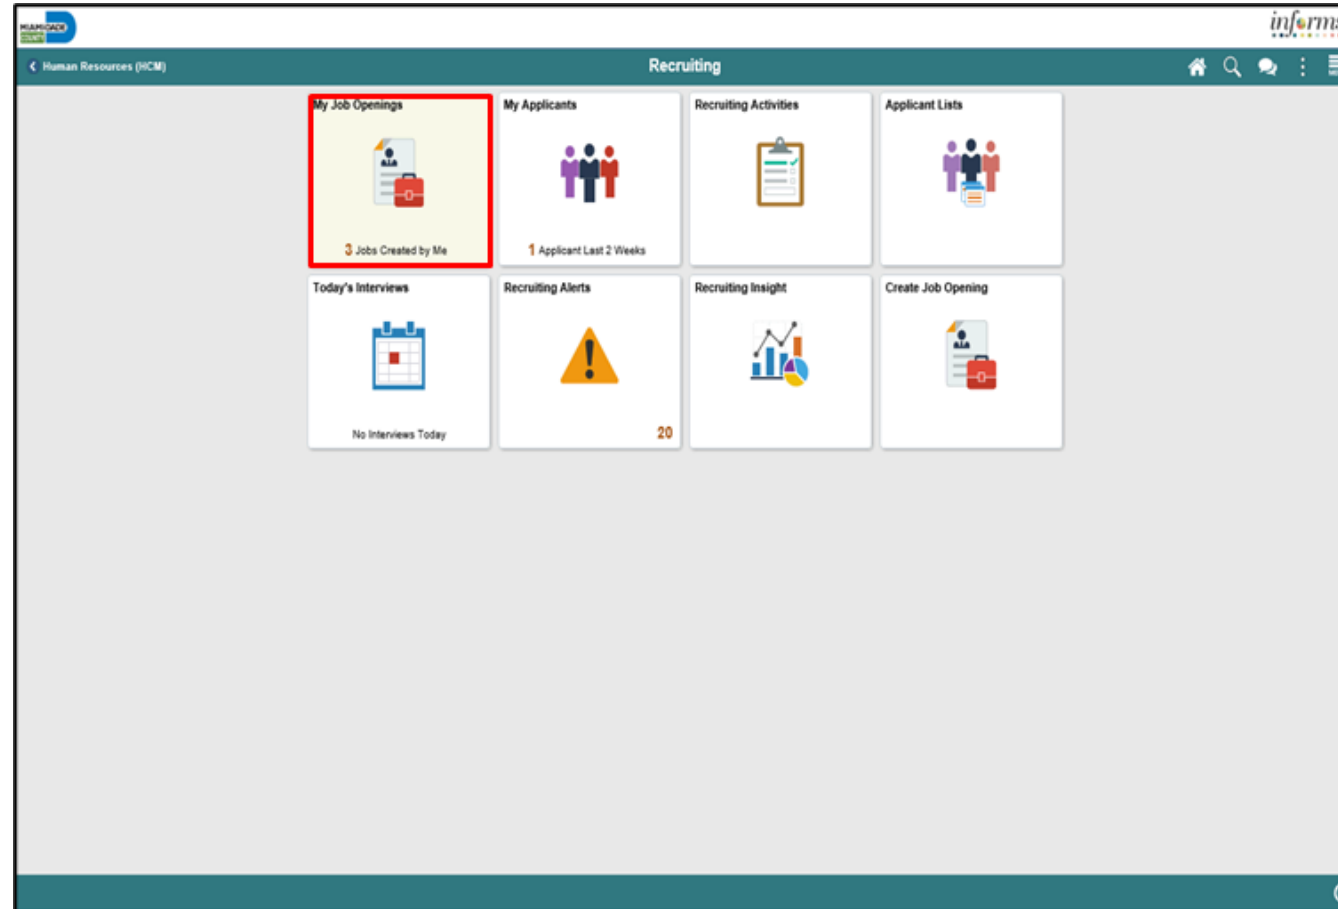 MIAMI-DADE
COUNTY
informs
Human Resources (HCM)
Recruiting
My Job Openings
My Applicants
Recruiting Activities
Applicant Lists
3 Jobs Created by Me
1 Applicant Last 2 Weeks
Today's Interviews
Recruiting Alerts
Recruiting Insight
Create Job Opening
No Interviews Today
20